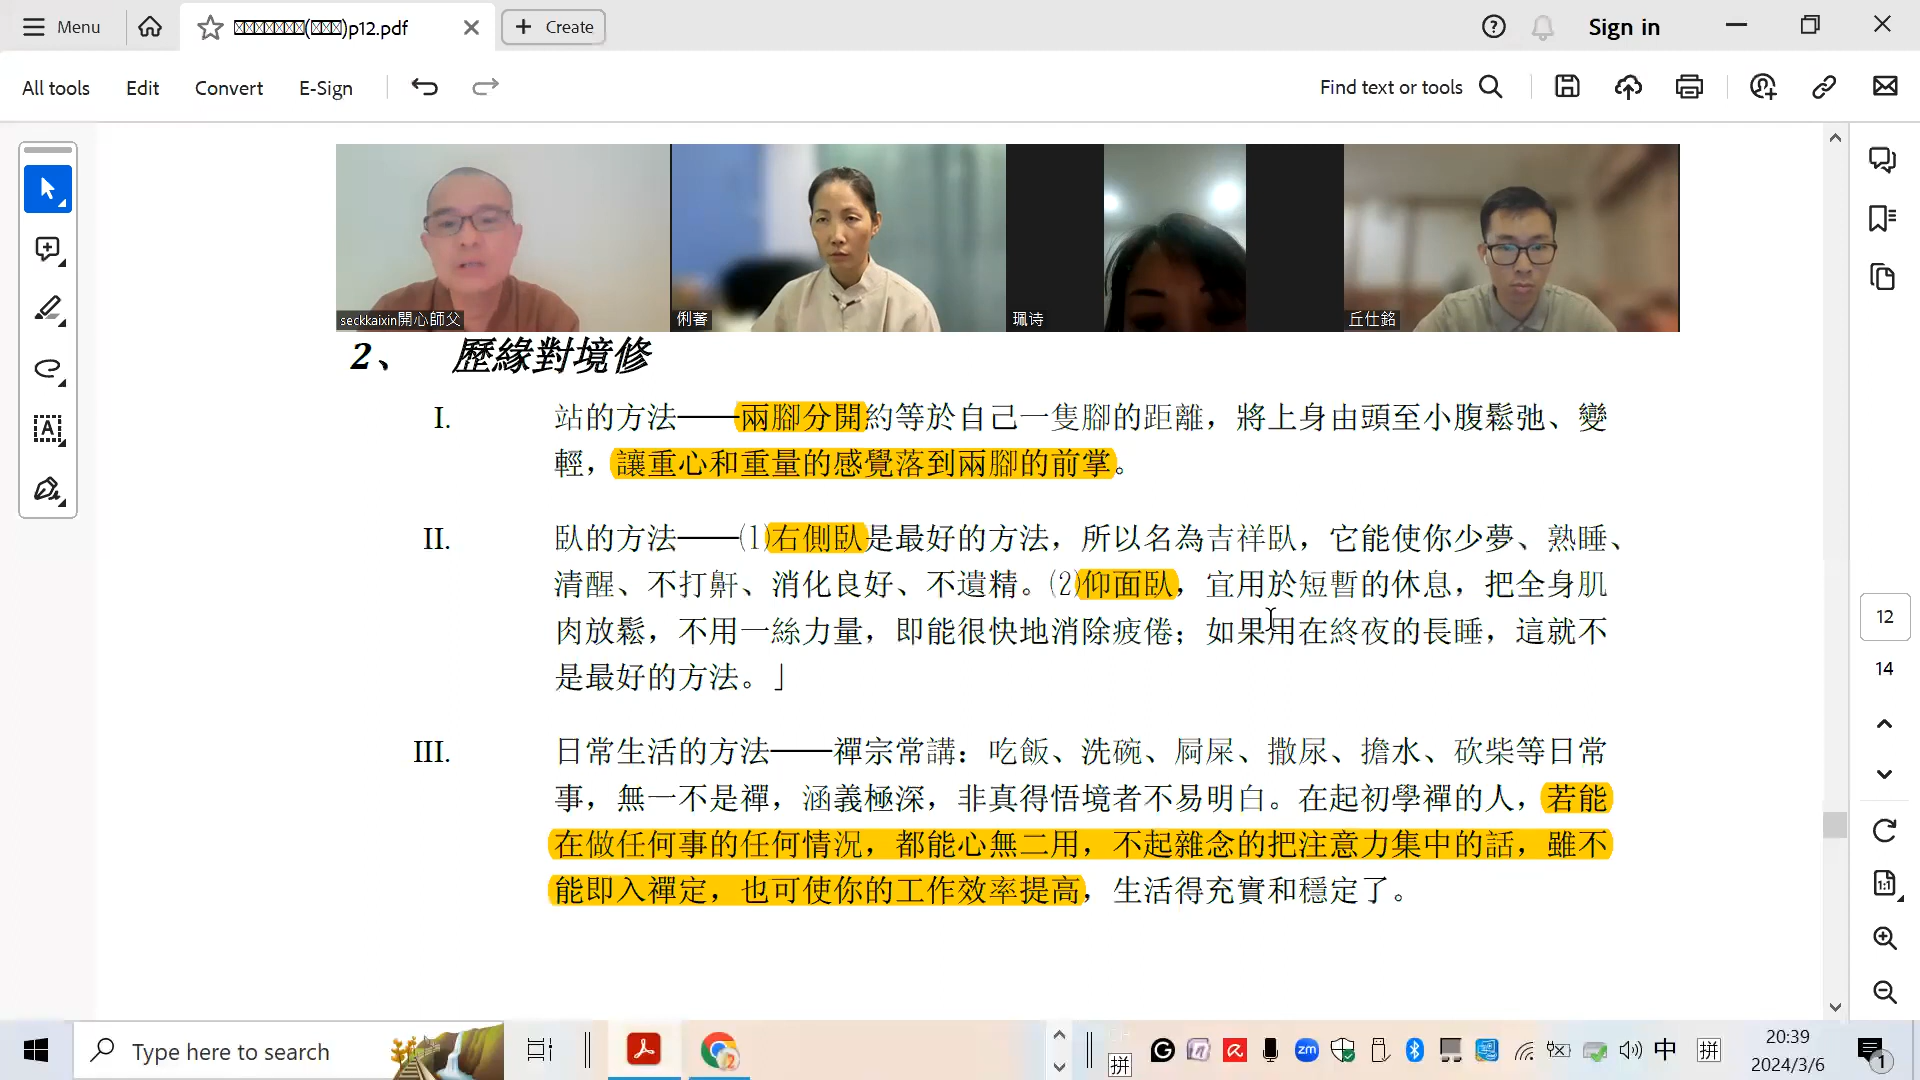 Menu
(p12.pdf
Create
Sign in
All tools
Edit
Convert
E-Sign
Find text or tools
seckkaixin開心師父
俐蓍
珮诗
丘仕銘
2、 歷緣對境修
I. 站的方法——兩腳分開約等於自己一隻腳的距離，將上身由頭至小腹鬆弛、變
輕，讓重心和重量的感覺落到兩腳的前掌。
II. 臥的方法——⑴右側臥是最好的方法，所以名為吉祥臥，它能使你少夢、熟睡、
清醒、不打鼾、消化良好、不遺精。⑵仰面臥，宜用於短暫的休息，把全身肌
肉放鬆，不用一絲力量，即能很快地消除疲倦；如果用在終夜的長睡，這就不
是最好的方法。」
III. 日常生活的方法——禪宗常講：吃飯、洗碗、屙屎、撒尿、擔水、砍柴等日常
事，無一不是禪，涵義極深，非真得悟境者不易明白。在起初學禪的人，若能
在做任何事的任何情況，都能心無二用，不起雜念的把注意力集中的話，雖不
能即入禪定，也可使你的工作效率提高，生活得充實和穩定了。
12
14
1:1
Type here to search
2
拼
G
zm
中
拼
20:39
2024/3/6
1